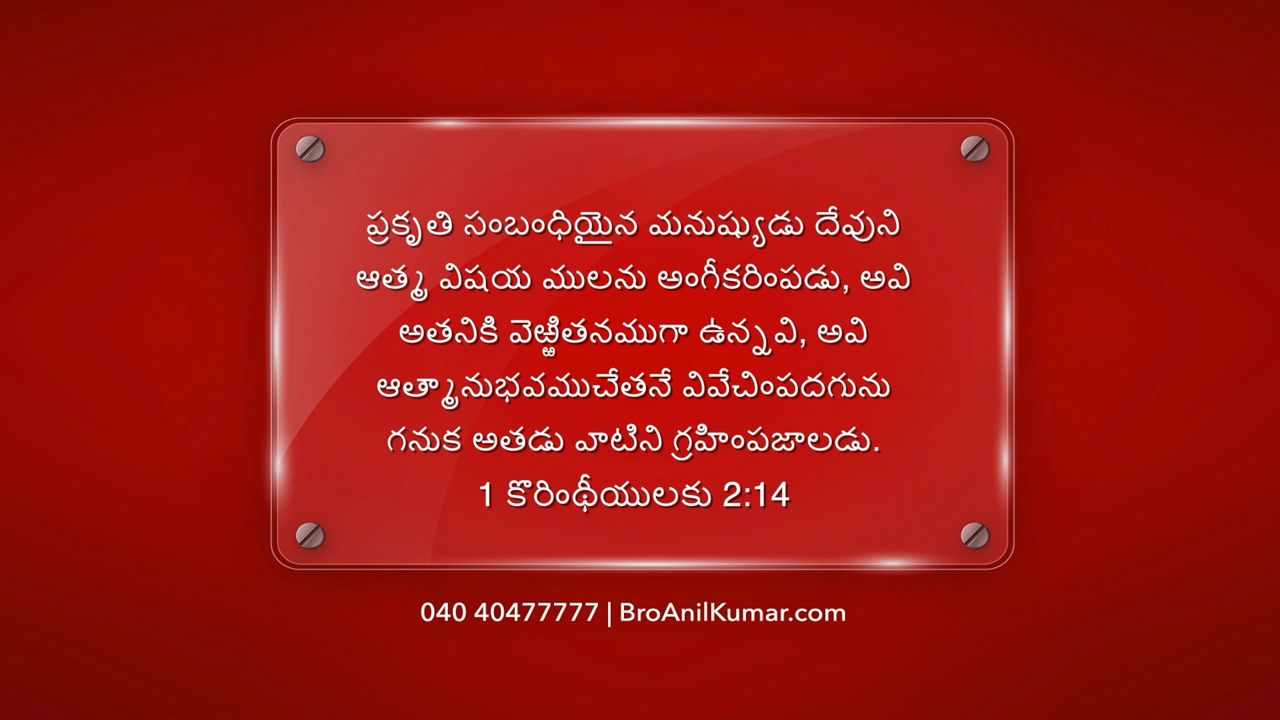 ప్రకృతి సంబంధియైన మనుష్యుడు దేవుని
ఆత్మ విషయ ములను అంగీకరింపడు, అవి
అతనికి వెఱ్ఱితనముగా ఉన్నవి, అవి
ఆత్మానుభవముచేతనే వివేచింపదగును
గనుక అతడు వాటిని గ్రహింపజాలడు.
1 కొరింథీయులకు 2:14
040 40477777 | BroAnilKumar.com